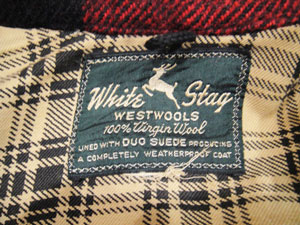 White Stag
WESTWOOLS
100% Virgin Wool
LINED WITH DUO SUEDE PRODUCING
A COMPLETELY WEATHERPROOF COAT